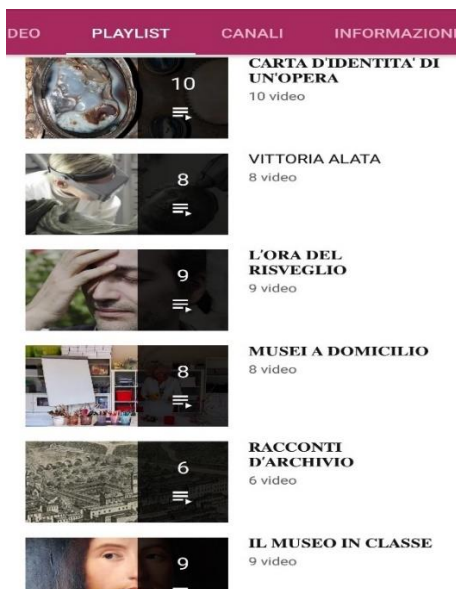 DEO PLAYLIST CANALI INFORMAZIONI
10
CARTA D'IDENTITA' DI
UN'OPERA
10 video
8
VITTORIA ALATA
8 video
9
L'ORA DEL
RISVEGLIO
9 video
8
MUSEI A DOMICILIO
8 video
6
RACCONTI
D'ARCHIVIO
6 video
9
IL MUSEO IN CLASSE
9 video